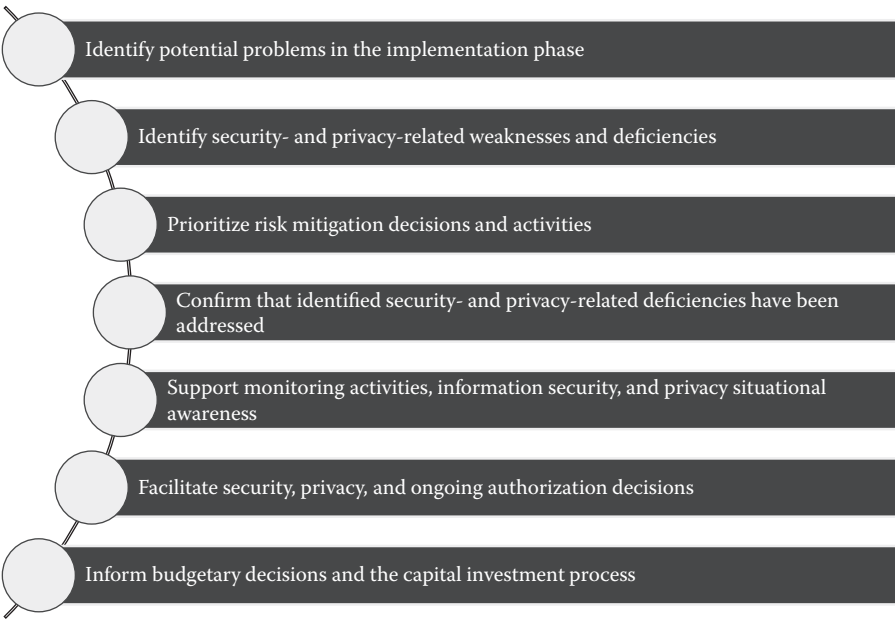 Identify potential problems in the implementation phase
Identify security- and privacy-related weaknesses and deficiencies
Prioritize risk mitigation decisions and activities
Confirm that identified security- and privacy-related deficiencies have been
addressed
Support monitoring activities, information security, and privacy situational
awareness
Facilitate security, privacy, and ongoing authorization decisions
Inform budgetary decisions and the capital investment process